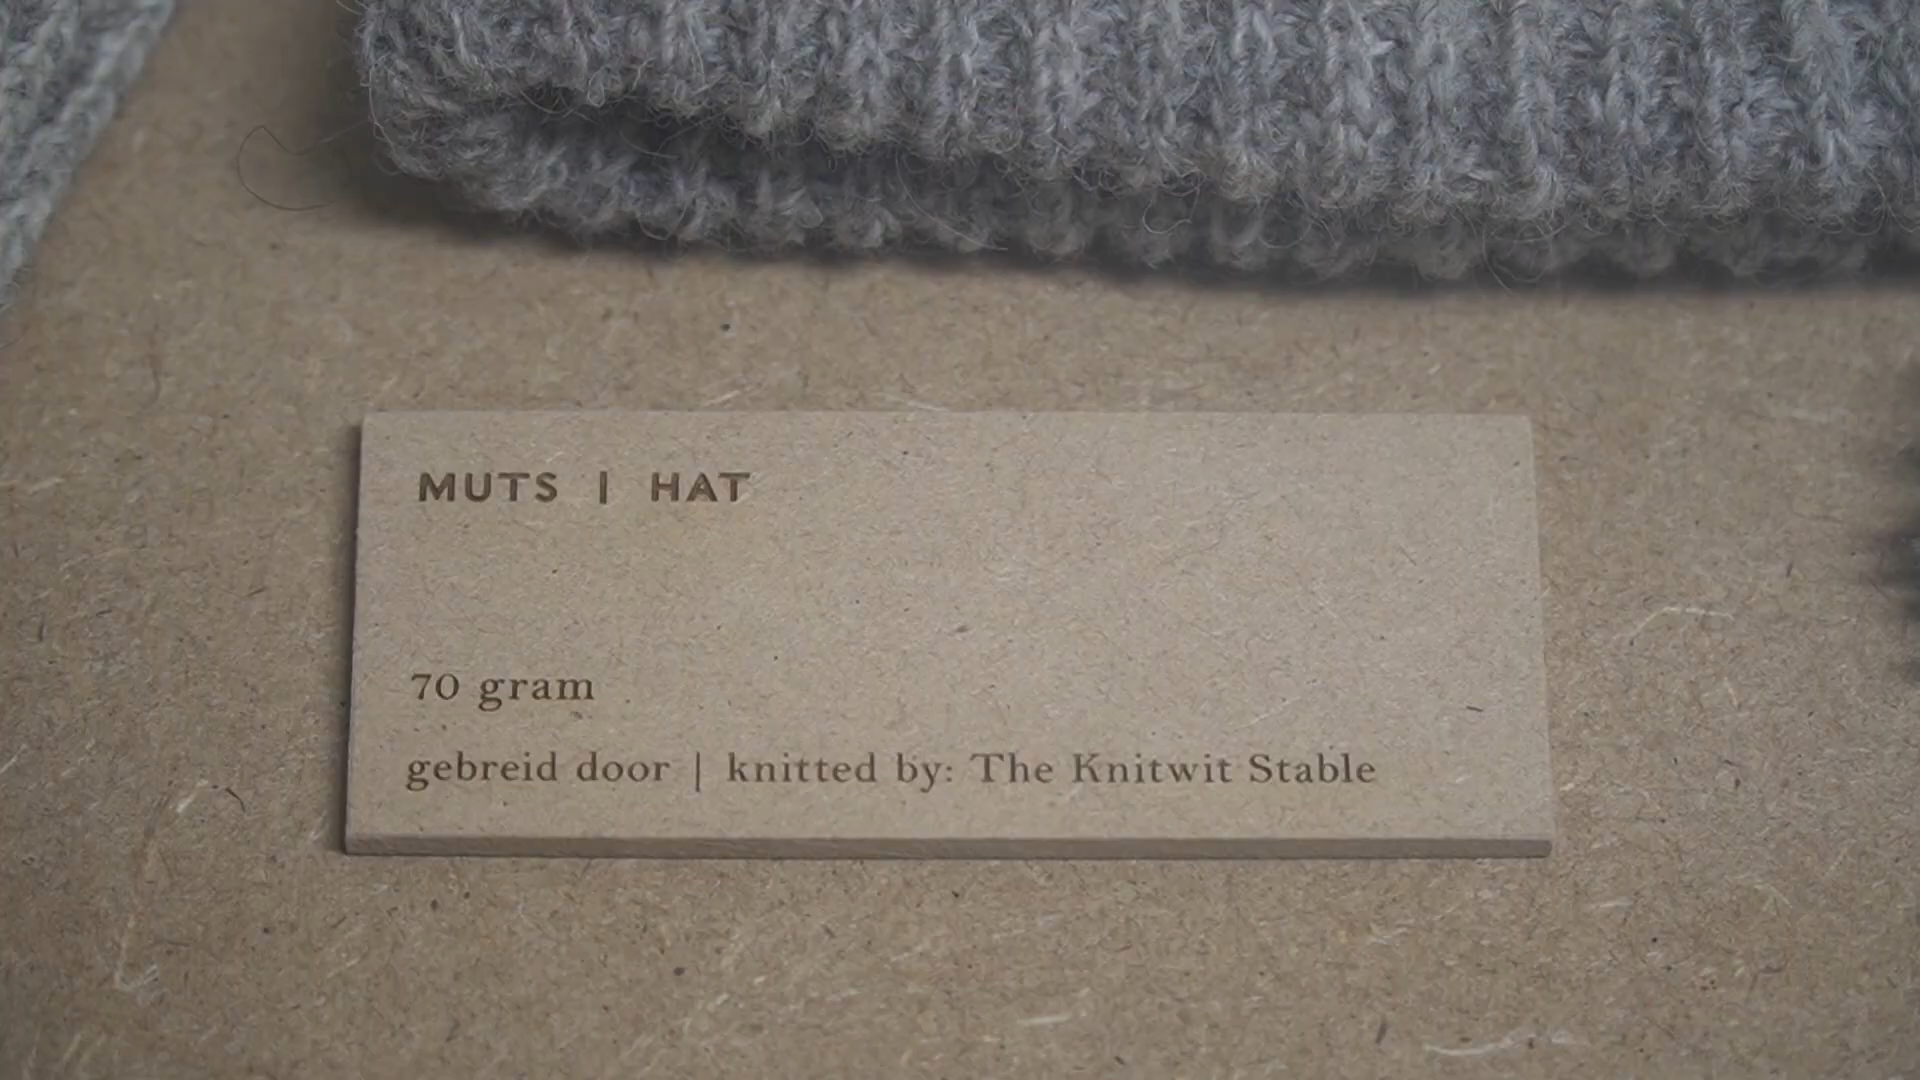 MUTS | HAT
70 gram
gebreid door | knitted by: The Knitwit Stable